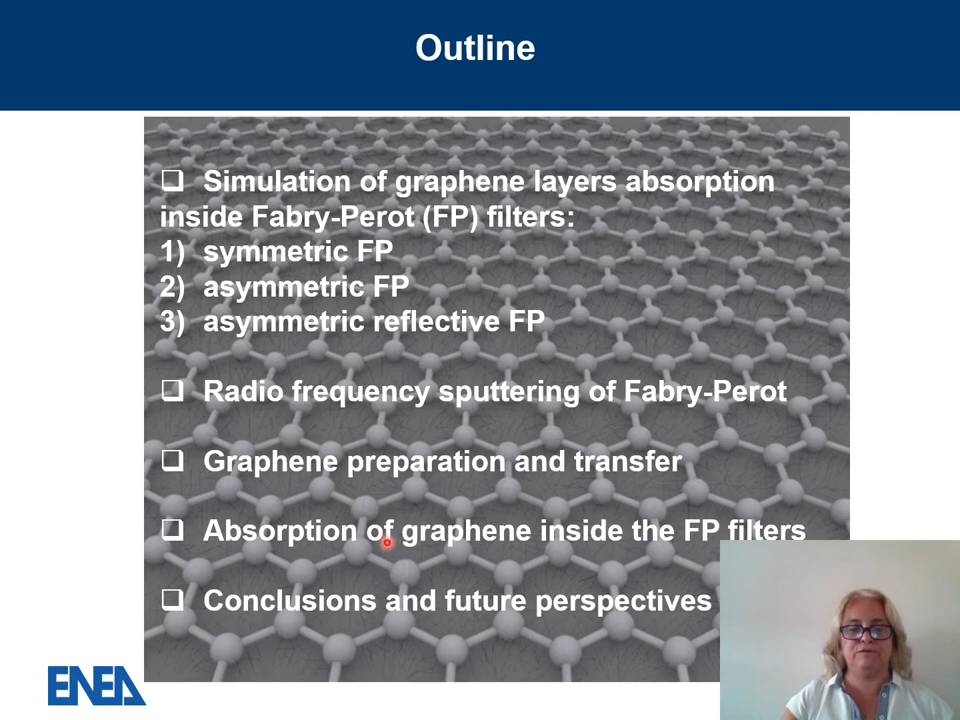 Outline
❑ Simulation of graphene layers absorption
inside Fabry-Perot (FP) filters:
1) symmetric FP
2) asymmetric FP
3) asymmetric reflective FP
❑ Radio frequency sputtering of Fabry-Perot
❑ Graphene preparation and transfer
❑ Absorption of graphene inside the FP filters
❑ Conclusions and future perspectives
ENEA